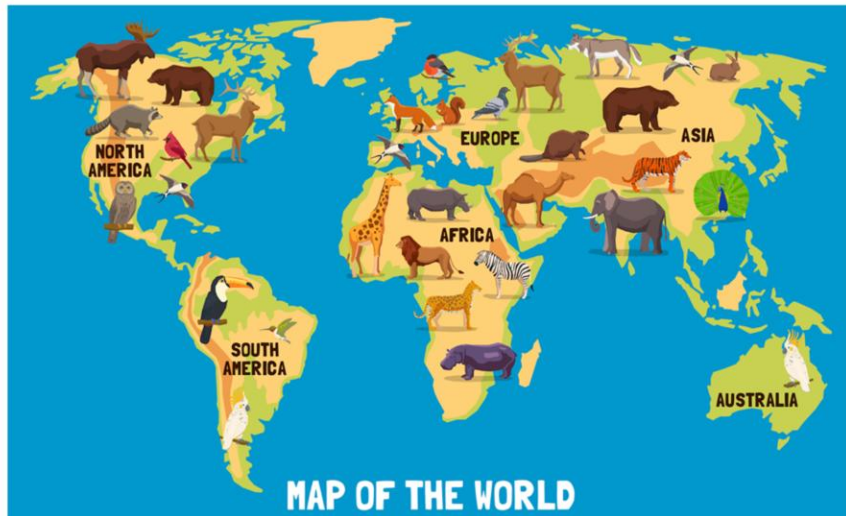 EUROPE
ASIA
NORTH
AMERICA
AFRICA
SOUTH
AMERICA
AUSTRALIA
MAP OF THE WORLD